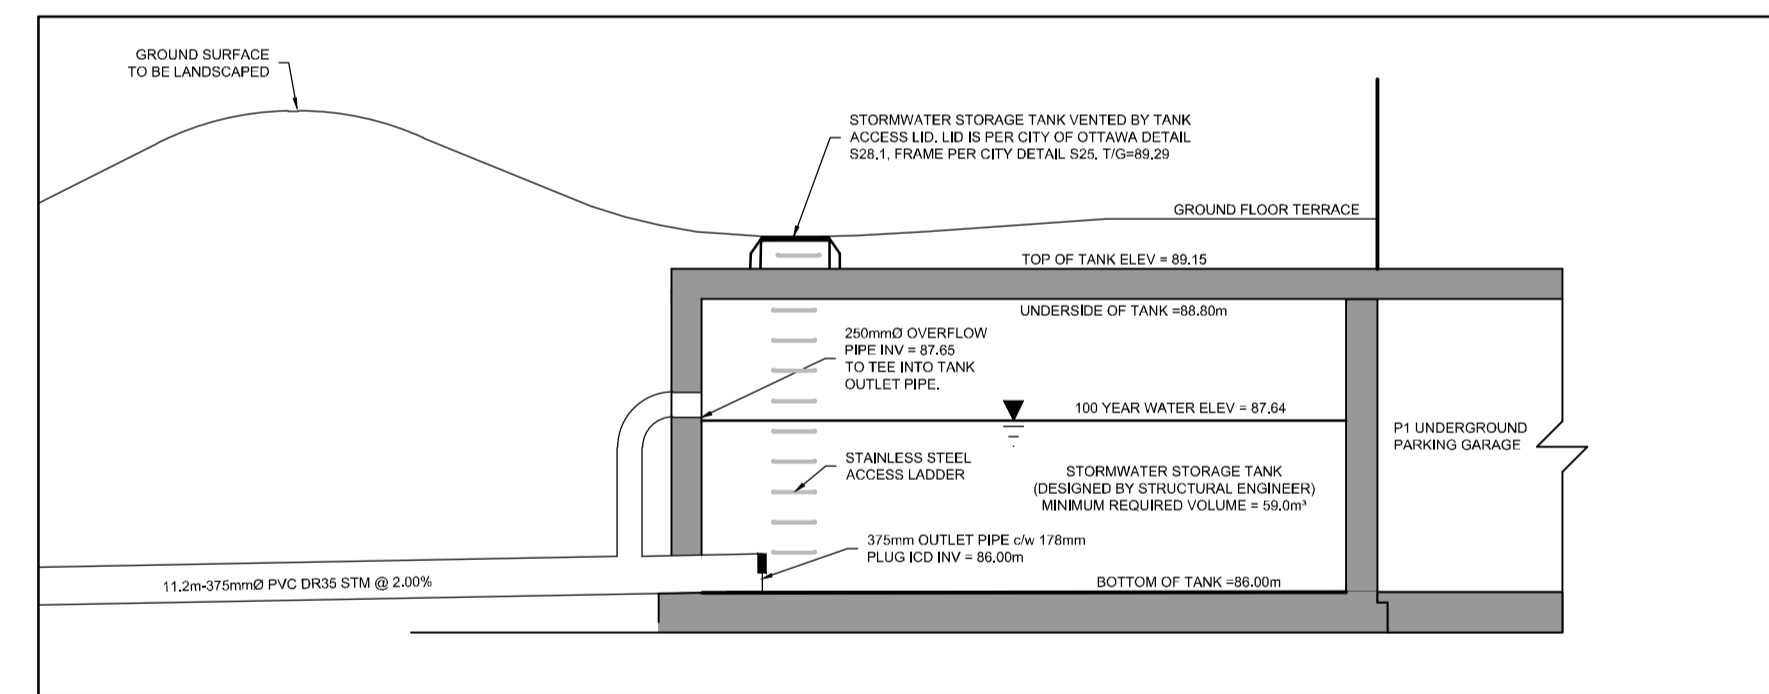 GROUND SURFACE
TO BE LANDSCAPED
STORMWATER STORAGE TANK VENTED BY TANK
ACCESS LID. LID IS PER CITY OF OTTAWA DETAIL
S28.1, FRAME PER CITY DETAIL S25. T/G=89.29
GROUND FLOOR TERRACE
TOP OF TANK ELEV = 89.15
UNDERSIDE OF TANK =88.80m
250mmØ OVERFLOW
PIPE INV = 87.65
TO TEE INTO TANK
OUTLET PIPE.
100 YEAR WATER ELEV = 87.64
P1 UNDERGROUND
PARKING GARAGE
STAINLESS STEEL
ACCESS LADDER
STORMWATER STORAGE TANK
(DESIGNED BY STRUCTURAL ENGINEER)
MINIMUM REQUIRED VOLUME = 59.0m³
375mm OUTLET PIPE c/w 178mm
PLUG ICD INV = 86.00m
11.2m-375mmØ PVC DR35 STM @ 2.00%
BOTTOM OF TANK =86.00m